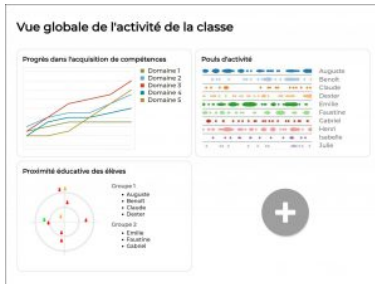 Vue globale de l'activité de la classe
Progrès dans l'acquisition de compétences
Domaine 1
Domaine 2
Domaine 3
Domaine 4
Domaine 5
Pouls d'activité
Auguste
Benoît
Claude
Dexter
Emilie
Faustine
Gabriel
Henri
Isabelle
Julie
Proximité éducative des élèves
Groupe 1
• Auguste
• Benoît
• Claude
• Dexter
Groupe 2
• Emilie
• Faustine
• Gabriel